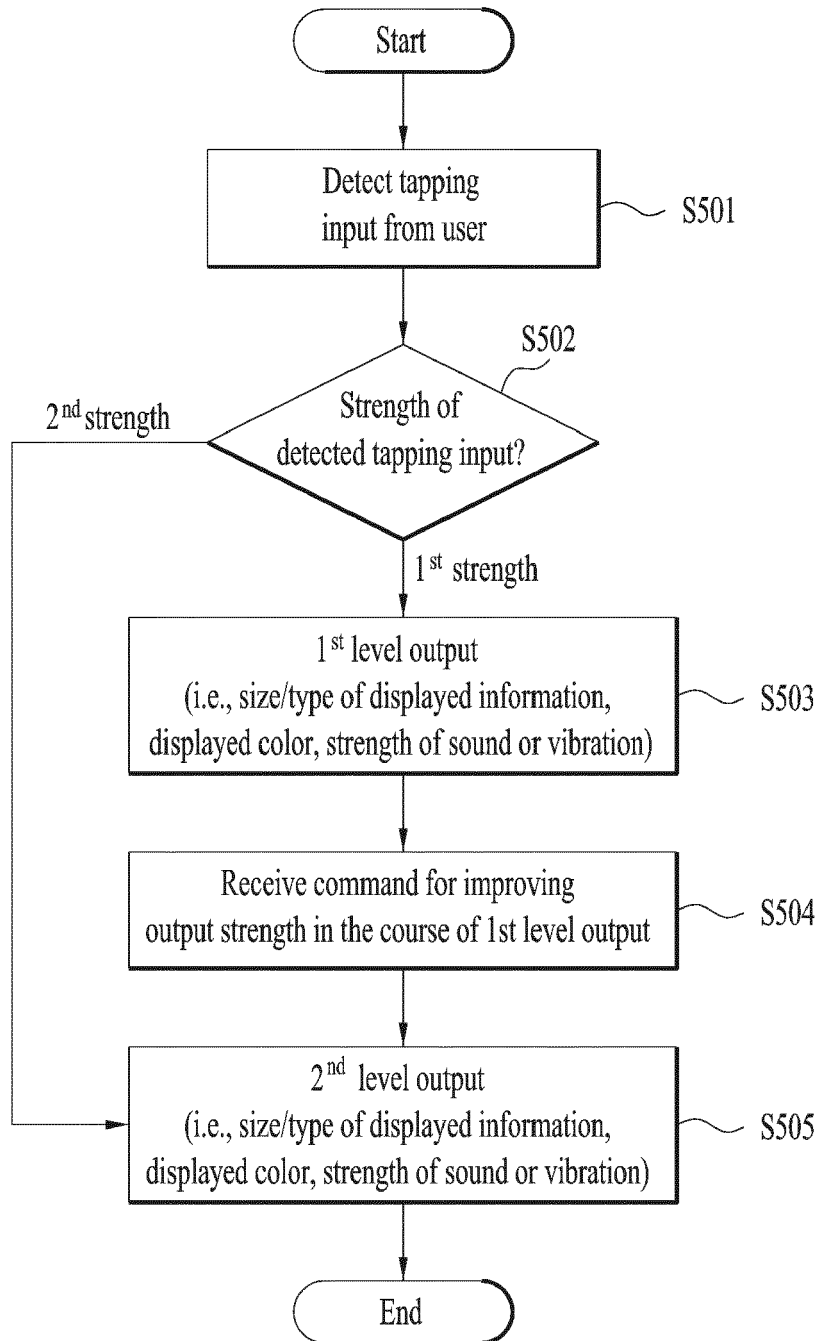 Start
Detect tapping
input from user
S501
S502
Strength of
detected tapping input?
2nd strength
1st strength
1st level output
(i.e., size/type of displayed information,
displayed color, strength of sound or vibration)
S503
Receive command for improving
output strength in the course of 1st level output
S504
2nd level output
(i.e., size/type of displayed information,
displayed color, strength of sound or vibration)
S505
End